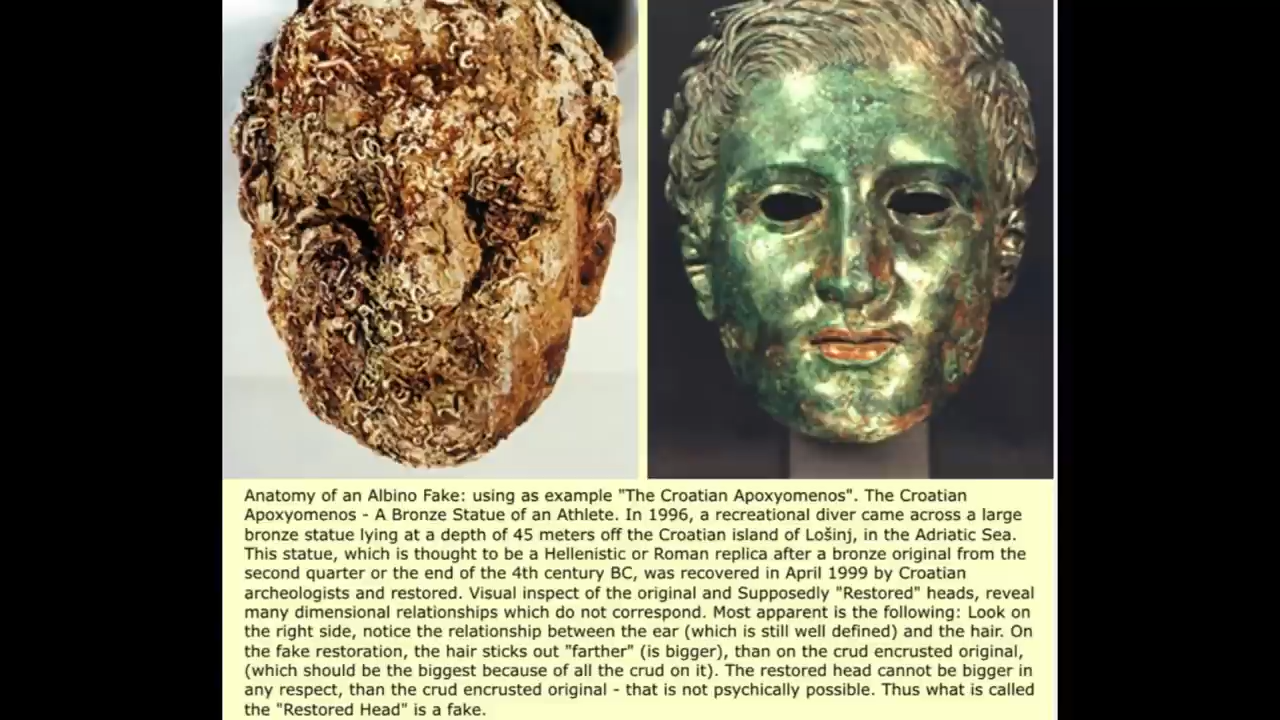 Anatomy of an Albino Fake: using as example "The Croatian Apoxyomenos". The Croatian
Apoxyomenos - A Bronze Statue of an Athlete. In 1996, a recreational diver came across a large
bronze statue lying at a depth of 45 meters off the Croatian island of Lošinj, in the Adriatic Sea.
This statue, which is thought to be a Hellenistic or Roman replica after a bronze original from the
second quarter or the end of the 4th century BC, was recovered in April 1999 by Croatian
archeologists and restored. Visual inspect of the original and Supposedly "Restored" heads, reveal
many dimensional relationships which do not correspond. Most apparent is the following: Look on
the right side, notice the relationship between the ear (which is still well defined) and the hair. On
the fake restoration, the hair sticks out "farther" (is bigger), than on the crud encrusted original,
(which should be the biggest because of all the crud on it). The restored head cannot be bigger in
any respect, than the crud encrusted original - that is not psychically possible. Thus what is called
the "Restored Head" is a fake.